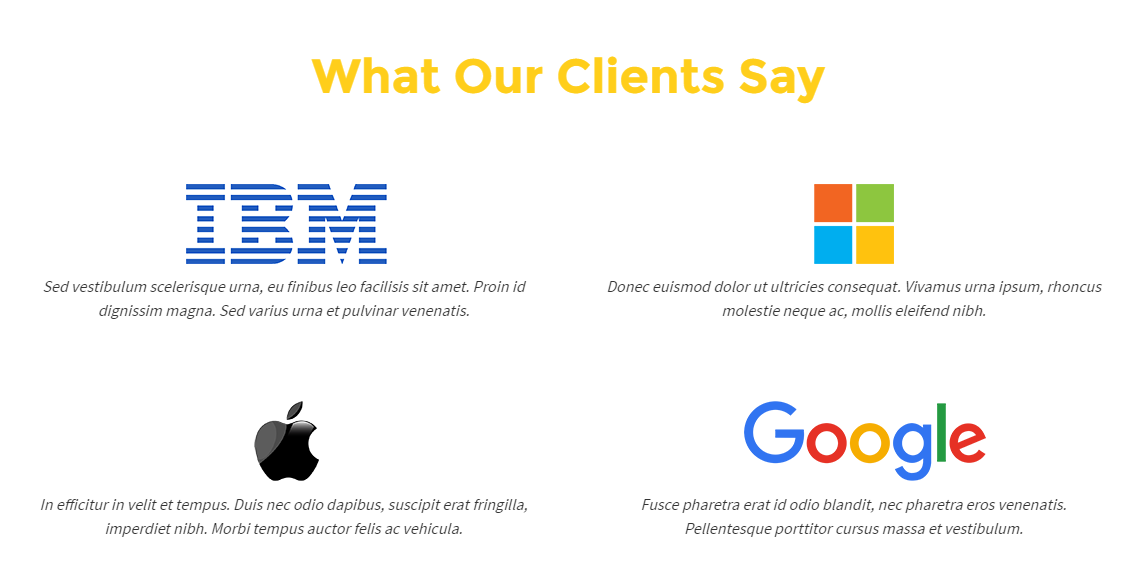 What Our Clients Say
IBM
Sed vestibulum scelerisque urna, eu finibus leo facilisis sit amet. Proin id
dignissim magna. Sed varius urna et pulvinar venenatis.
Donec euismod dolor ut ultricies consequat. Vivamus urna ipsum, rhoncus
molestie neque ac, mollis eleifend nibh.
In efficitur in velit et tempus. Duis nec odio dapibus, suscipit erat fringilla,
imperdiet nibh. Morbi tempus auctor felis ac vehicula.
Google
Fusce pharetra erat id odio blandit, nec pharetra eros venenatis.
Pellentesque porttitor cursus massa et vestibulum.